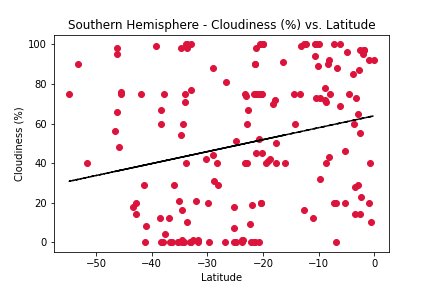 Southern Hemisphere - Cloudiness (%) vs. Latitude
Cloudiness (%)
100
80
60
40
20
0
−50 −40 −30 −20 −10 0
Latitude